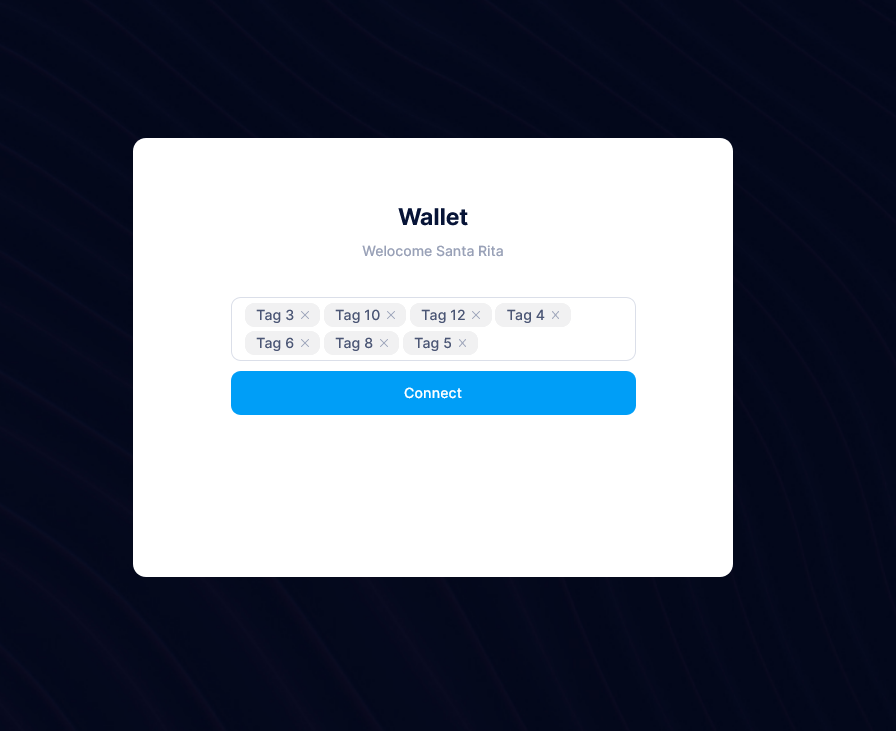 Wallet
Welocome Santa Rita
Tag 3 × Tag 10 × Tag 12 × Tag 4 ×
Tag 6 × Tag 8 × Tag 5 ×
Connect